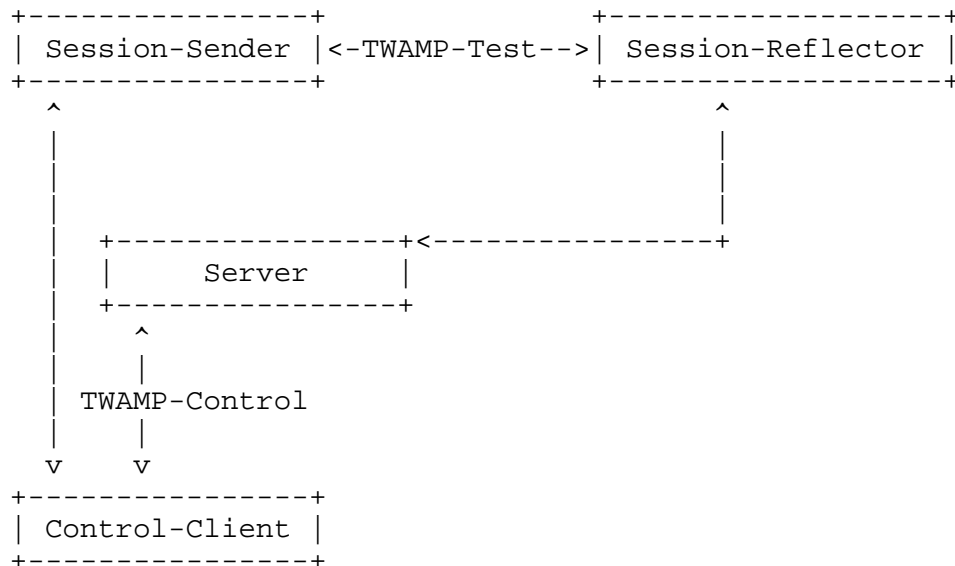 Session-Sender <-TWAMP-Test--> Session-Reflector
Server
TWAMP-Control
Control-Client